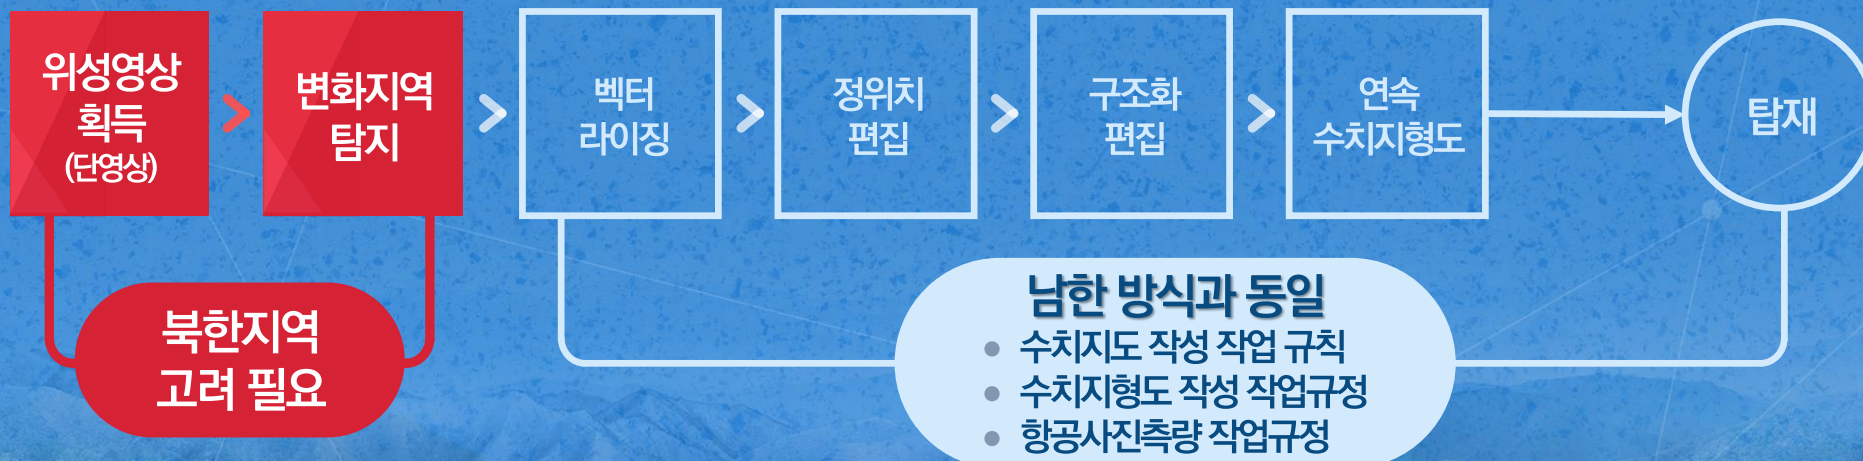 위성영상
획득
(단영상)
변화지역
탐지
벡터
라이징
정위치
편집
구조화
편집
연속
수치지형도
탑재
북한지역
고려 필요
남한 방식과 동일
● 수치지도 작성 작업 규칙
● 수치지형도 작성 작업규정
● 항공사진측량 작업규정